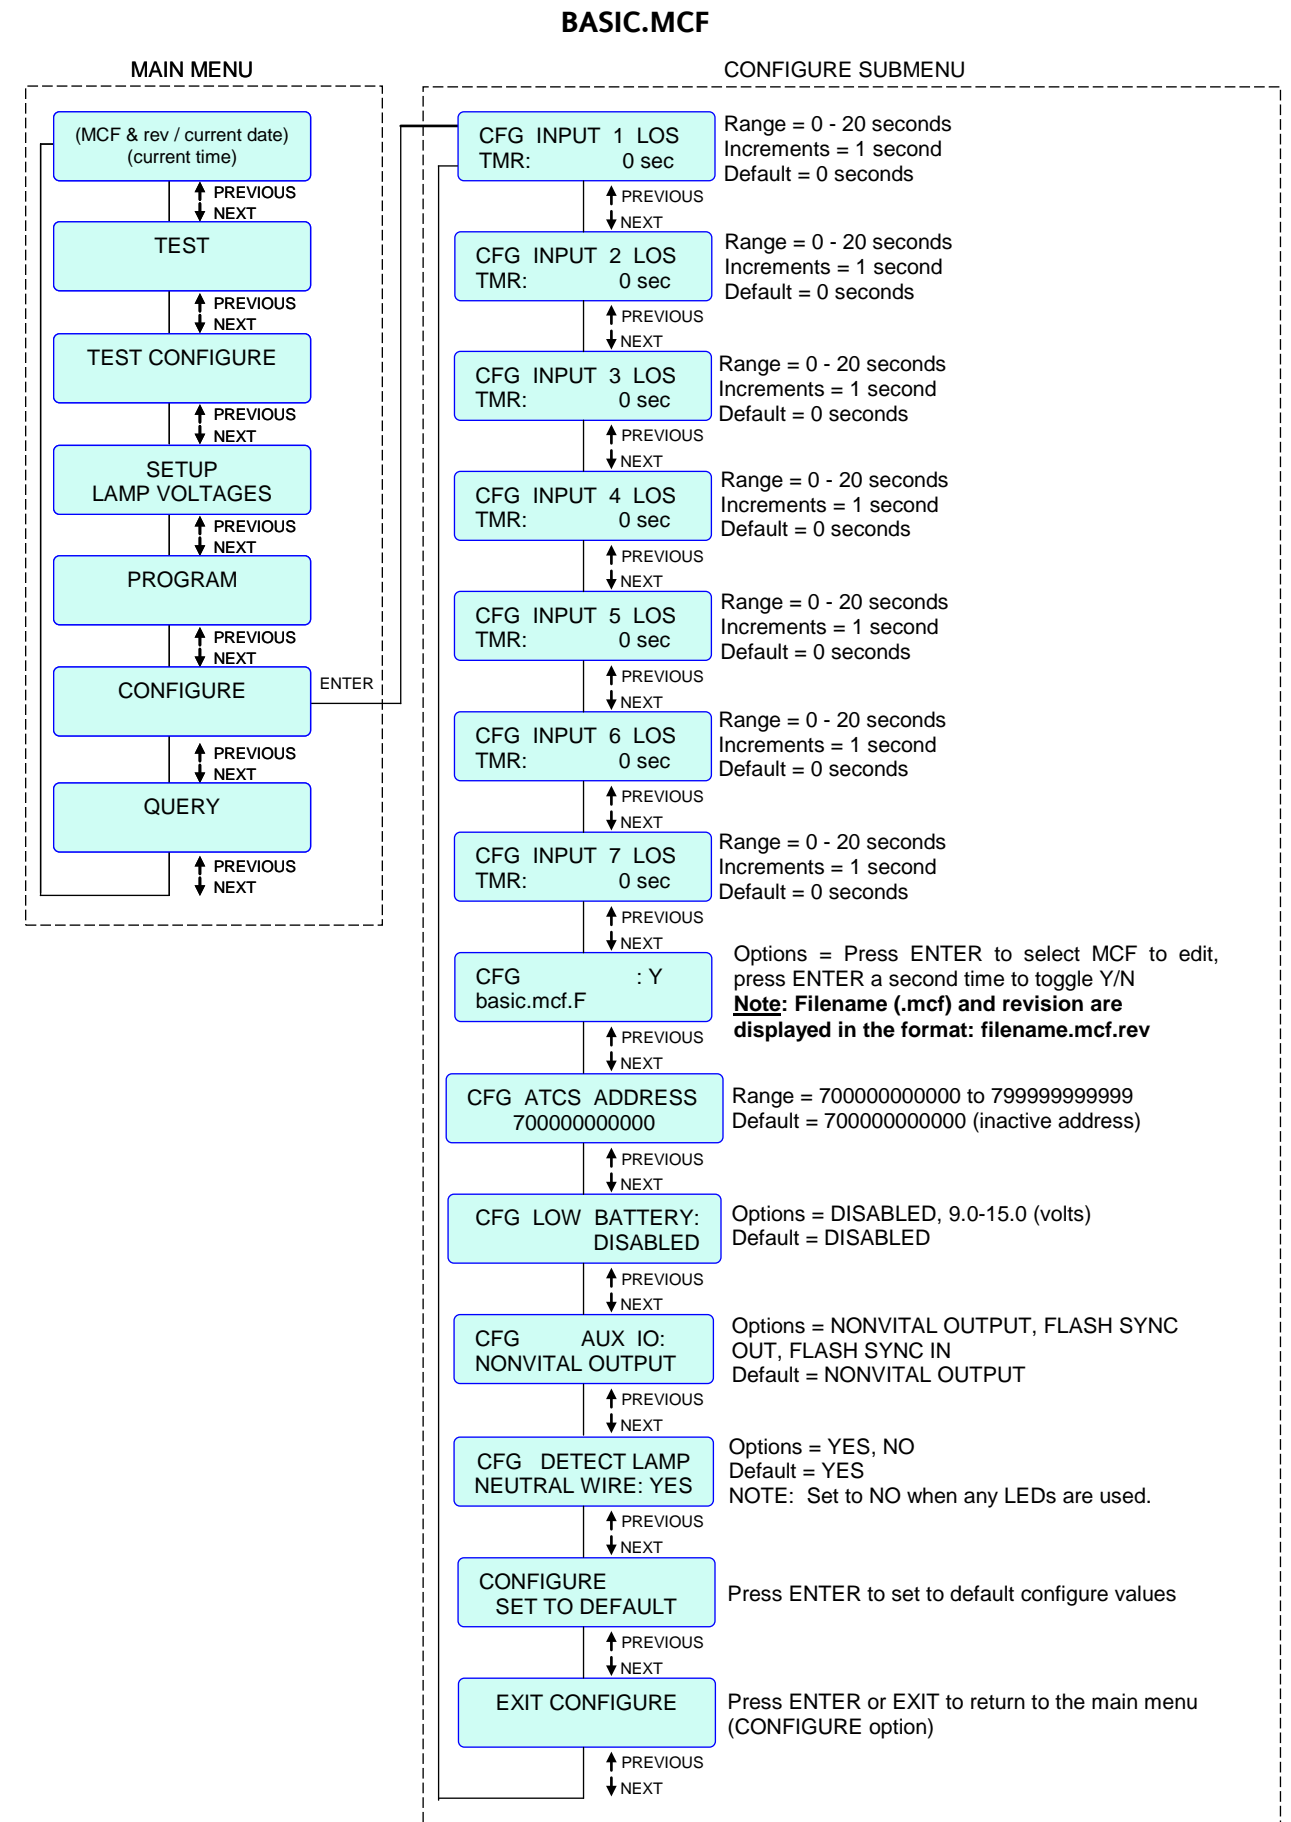 BASIC.MCF
MAIN MENU
(MCF & rev / current date)
(current time)
PREVIOUS
NEXT
TEST
PREVIOUS
NEXT
TEST CONFIGURE
PREVIOUS
NEXT
SETUP
LAMP VOLTAGES
PREVIOUS
NEXT
PROGRAM
PREVIOUS
NEXT
CONFIGURE
ENTER
PREVIOUS
NEXT
QUERY
PREVIOUS
NEXT
CONFIGURE SUBMENU
CFG INPUT 1 LOS
TMR: 0 sec
Range = 0 - 20 seconds
Increments = 1 second
Default = 0 seconds
PREVIOUS
NEXT
CFG INPUT 2 LOS
TMR: 0 sec
Range = 0 - 20 seconds
Increments = 1 second
Default = 0 seconds
PREVIOUS
NEXT
CFG INPUT 3 LOS
TMR: 0 sec
Range = 0 - 20 seconds
Increments = 1 second
Default = 0 seconds
PREVIOUS
NEXT
CFG INPUT 4 LOS
TMR: 0 sec
Range = 0 - 20 seconds
Increments = 1 second
Default = 0 seconds
PREVIOUS
NEXT
CFG INPUT 5 LOS
TMR: 0 sec
Range = 0 - 20 seconds
Increments = 1 second
Default = 0 seconds
PREVIOUS
NEXT
CFG INPUT 6 LOS
TMR: 0 sec
Range = 0 - 20 seconds
Increments = 1 second
Default = 0 seconds
PREVIOUS
NEXT
CFG INPUT 7 LOS
TMR: 0 sec
Range = 0 - 20 seconds
Increments = 1 second
Default = 0 seconds
PREVIOUS
NEXT
CFG : Y
basic.mcf.F
Options = Press ENTER to select MCF to edit,
press ENTER a second time to toggle Y/N
Note: Filename (.mcf) and revision are
displayed in the format: filename.mcf.rev
PREVIOUS
NEXT
CFG ATCS ADDRESS
700000000000
Range = 700000000000 to 799999999999
Default = 700000000000 (inactive address)
PREVIOUS
NEXT
CFG LOW BATTERY:
DISABLED
Options = DISABLED, 9.0-15.0 (volts)
Default = DISABLED
PREVIOUS
NEXT
CFG AUX IO:
NONVITAL OUTPUT
Options = NONVITAL OUTPUT, FLASH SYNC
OUT, FLASH SYNC IN
Default = NONVITAL OUTPUT
PREVIOUS
NEXT
CFG DETECT LAMP
NEUTRAL WIRE: YES
Options = YES, NO
Default = YES
NOTE: Set to NO when any LEDs are used.
PREVIOUS
NEXT
CONFIGURE
SET TO DEFAULT
Press ENTER to set to default configure values
PREVIOUS
NEXT
EXIT CONFIGURE
Press ENTER or EXIT to return to the main menu
(CONFIGURE option)
PREVIOUS
NEXT